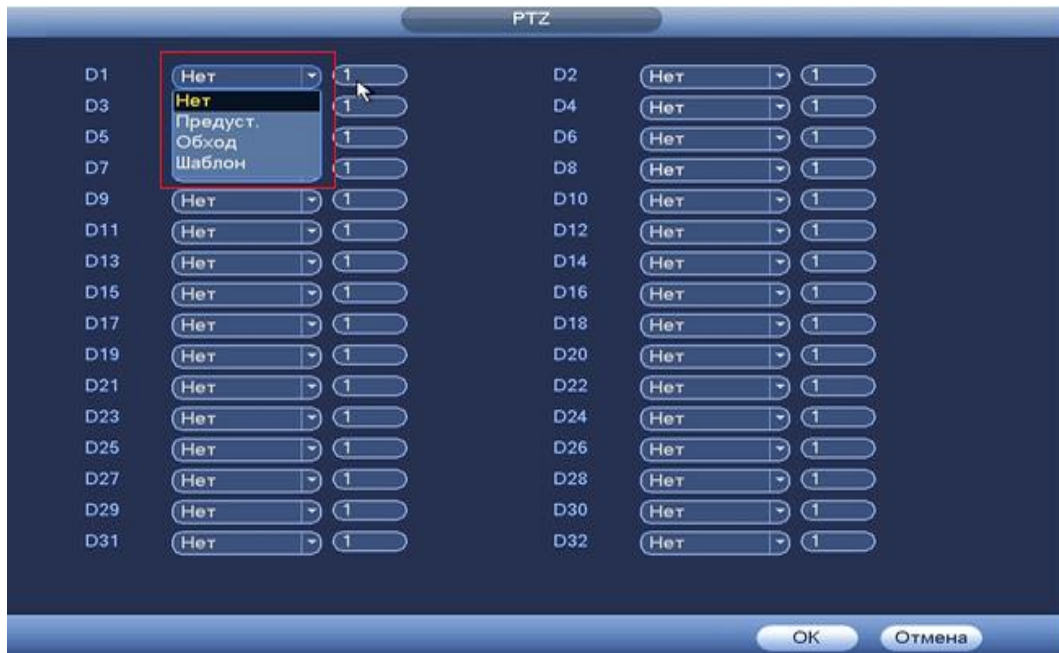 PTZ
D1 Нет 1 D2 Нет 1
Нет
D3 1 D4 Нет 1
Предуст.
D5 Обход 1 D6 Нет 1
D7 Шаблон 1 D8 Нет 1
D9 Нет 1 D10 Нет 1
D11 Нет 1 D12 Нет 1
D13 Нет 1 D14 Нет 1
D15 Нет 1 D16 Нет 1
D17 Нет 1 D18 Нет 1
D19 Нет 1 D20 Нет 1
D21 Нет 1 D22 Нет 1
D23 Нет 1 D24 Нет 1
D25 Нет 1 D26 Нет 1
D27 Нет 1 D28 Нет 1
D29 Нет 1 D30 Нет 1
D31 Нет 1 D32 Нет 1
OK Отмена